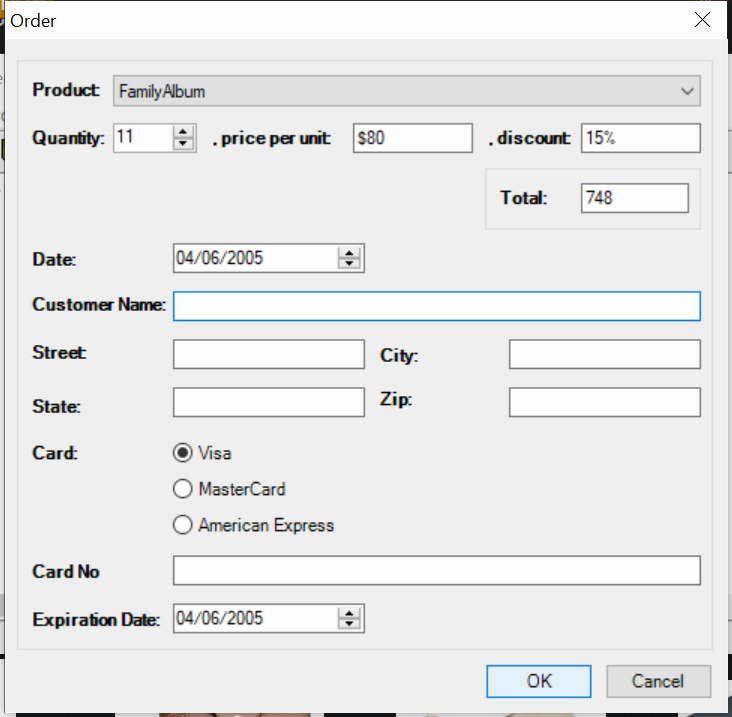 Order
Product: FamilyAlbum
Quantity: 11 , price per unit: $80 , discount: 15%
Total: 748
Date: 04/06/2005
Customer Name:
Street: City:
State: Zip:
Card: Visa
MasterCard
American Express
Card No
Expiration Date: 04/06/2005
OK Cancel